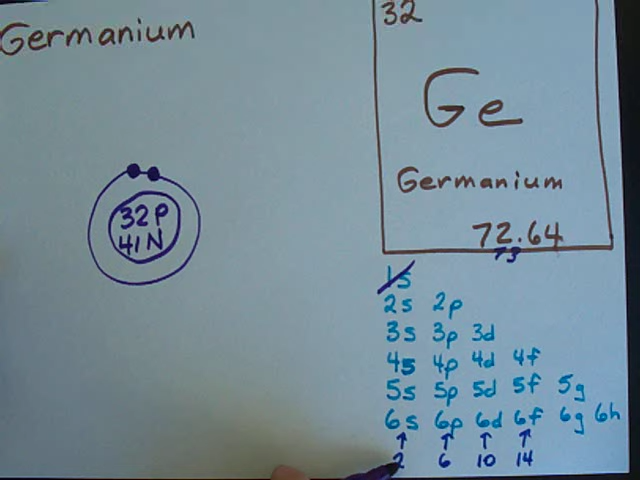 Germanium
32
Ge
Germanium
72.64
73
32P
41N
1s
2s 2p
3s 3p 3d
4s 4p 4d 4f
5s 5p 5d 5f 5g
6s 6p 6d 6f 6g 6h
2 6 10 14